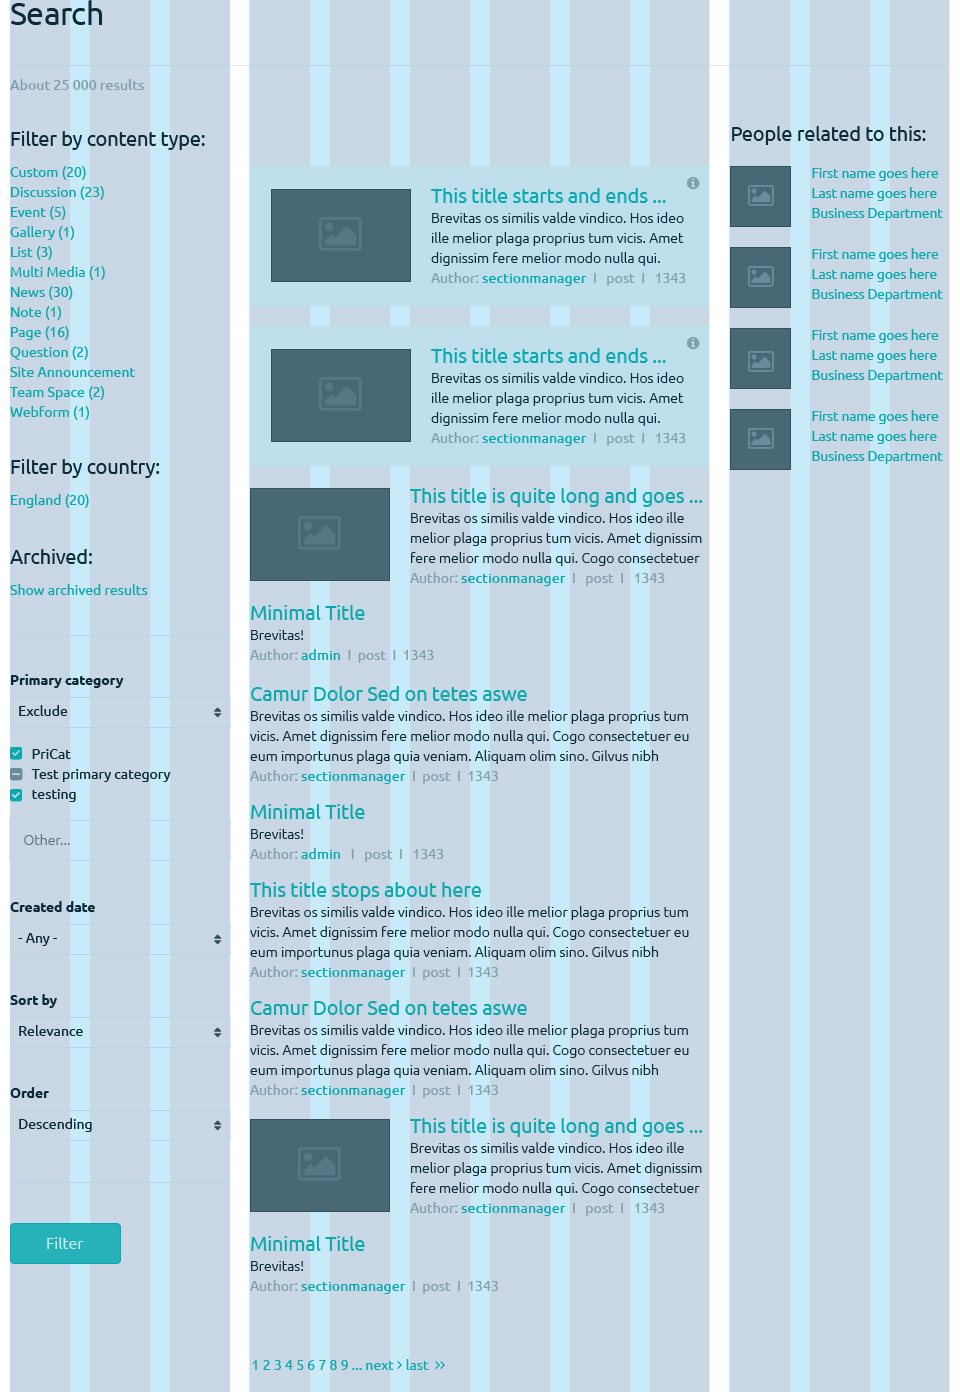 Search
About 25 000 results
Filter by content type:
Custom (20)
Discussion (23)
Event (5)
Gallery (1)
List (3)
Multi Media (1)
News (30)
Note (1)
Page (16)
Question (2)
Site Announcement
Team Space (2)
Webform (1)
Filter by country:
England (20)
Archived:
Show archived results
Primary category
Exclude
PriCat
Test primary category
testing
Other...
Created date
- Any -
Sort by
Relevance
Order
Descending
Filter
This title starts and ends ...
Brevitas os similis valde vindico. Hos ideo
ille melior plaga proprius tum vicis. Amet
dignissim fere melior modo nulla qui.
Author: sectionmanager | post | 1343
This title starts and ends ...
Brevitas os similis valde vindico. Hos ideo
ille melior plaga proprius tum vicis. Amet
dignissim fere melior modo nulla qui.
Author: sectionmanager | post | 1343
This title is quite long and goes ...
Brevitas os similis valde vindico. Hos ideo ille
melior plaga proprius tum vicis. Amet dignissim
fere melior modo nulla qui. Cogo consectetuer
Author: sectionmanager | post | 1343
Minimal Title
Brevitas!
Author: admin | post | 1343
Camur Dolor Sed on tetes aswe
Brevitas os similis valde vindico. Hos ideo ille melior plaga proprius tum
vicis. Amet dignissim fere melior modo nulla qui. Cogo consectetuer eu
eum importunus plaga quia veniam. Aliquam olim sino. Gilvus nibh
Author: sectionmanager | post | 1343
Minimal Title
Brevitas!
Author: admin | post | 1343
This title stops about here
Brevitas os similis valde vindico. Hos ideo ille melior plaga proprius tum
vicis. Amet dignissim fere melior modo nulla qui. Cogo consectetuer eu
eum importunus plaga quia veniam. Aliquam olim sino. Gilvus nibh
Author: sectionmanager | post | 1343
Camur Dolor Sed on tetes aswe
Brevitas os similis valde vindico. Hos ideo ille melior plaga proprius tum
vicis. Amet dignissim fere melior modo nulla qui. Cogo consectetuer eu
eum importunus plaga quia veniam. Aliquam olim sino. Gilvus nibh
Author: sectionmanager | post | 1343
This title is quite long and goes ...
Brevitas os similis valde vindico. Hos ideo ille
melior plaga proprius tum vicis. Amet dignissim
fere melior modo nulla qui. Cogo consectetuer
Author: sectionmanager | post | 1343
Minimal Title
Brevitas!
Author: sectionmanager | post | 1343
1 2 3 4 5 6 7 8 9 ... next › last »
People related to this:
First name goes here
Last name goes here
Business Department
First name goes here
Last name goes here
Business Department
First name goes here
Last name goes here
Business Department
First name goes here
Last name goes here
Business Department